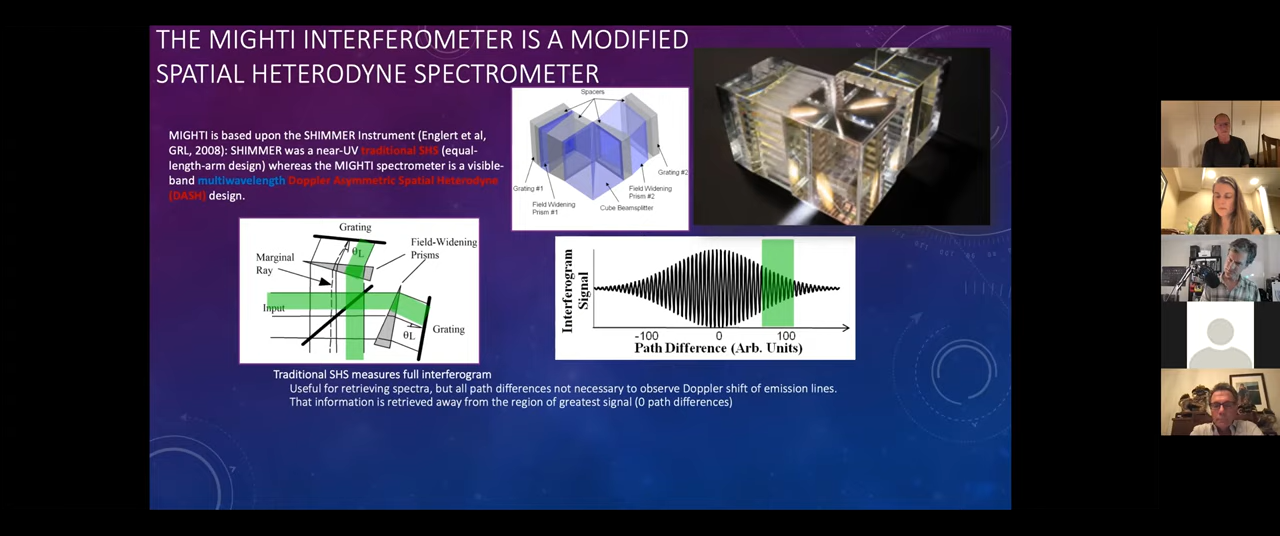 THE MIGHTI INTERFEROMETER IS A MODIFIED
SPATIAL HETERODYNE SPECTROMETER
MIGHTI is based upon the SHIMMER Instrument (Englert et al,
GRL, 2008): SHIMMER was a near-UV traditional SHS (equal-
length-arm design) whereas the MIGHTI spectrometer is a visible-
band multiwavelength Doppler Asymmetric Spatial Heterodyne
(DASH) design.
Spacers
Grating #1
Field Widening
Prism #1
Cube Beamsplitter
Field Widening
Prism #2
Grating #2
Grating
θL
Marginal
Ray
Field-Widening
Prisms
Input
Grating
θL
Interferogram
Signal
-100
0
100
Path Difference (Arb. Units)
Traditional SHS measures full interferogram
Useful for retrieving spectra, but all path differences not necessary to observe Doppler shift of emission lines.
That information is retrieved away from the region of greatest signal (0 path differences)